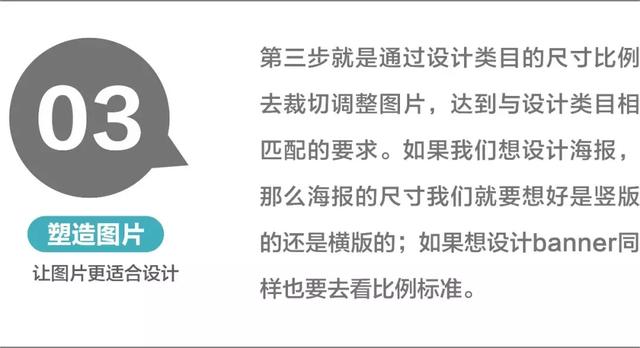 03
塑造图片
让图片更适合设计
第三步就是通过设计类目的尺寸比例
去裁切调整图片，达到与设计类目相
匹配的要求。如果我们想设计海报，
那么海报的尺寸我们就要想好是竖版
的还是横版的；如果想设计banner同
样也要去看比例标准。